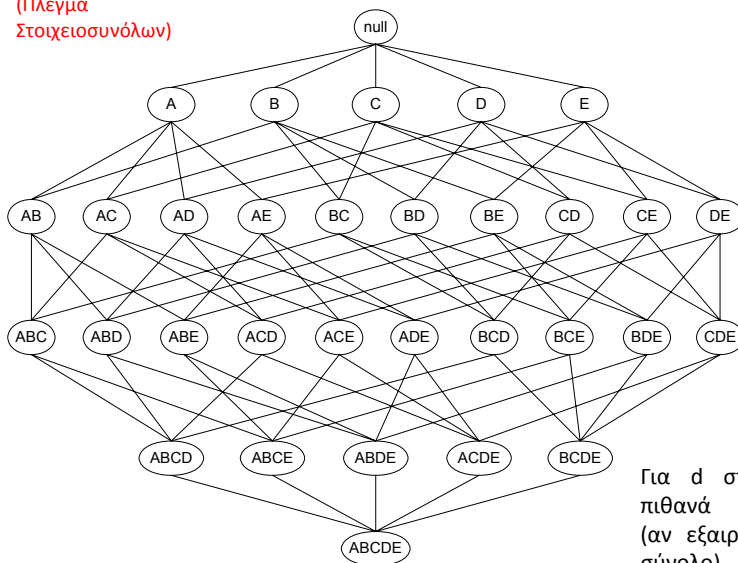 (Πλέγμα
Στοιχειοσυνόλων)
null
A B C D E
AB AC AD AE BC BD BE CD CE DE
ABC ABD ABE ACD ACE ADE BCD BCE BDE CDE
ABCD ABCE ABDE ACDE BCDE
ABCDE
Για d
πιθανά
(αν